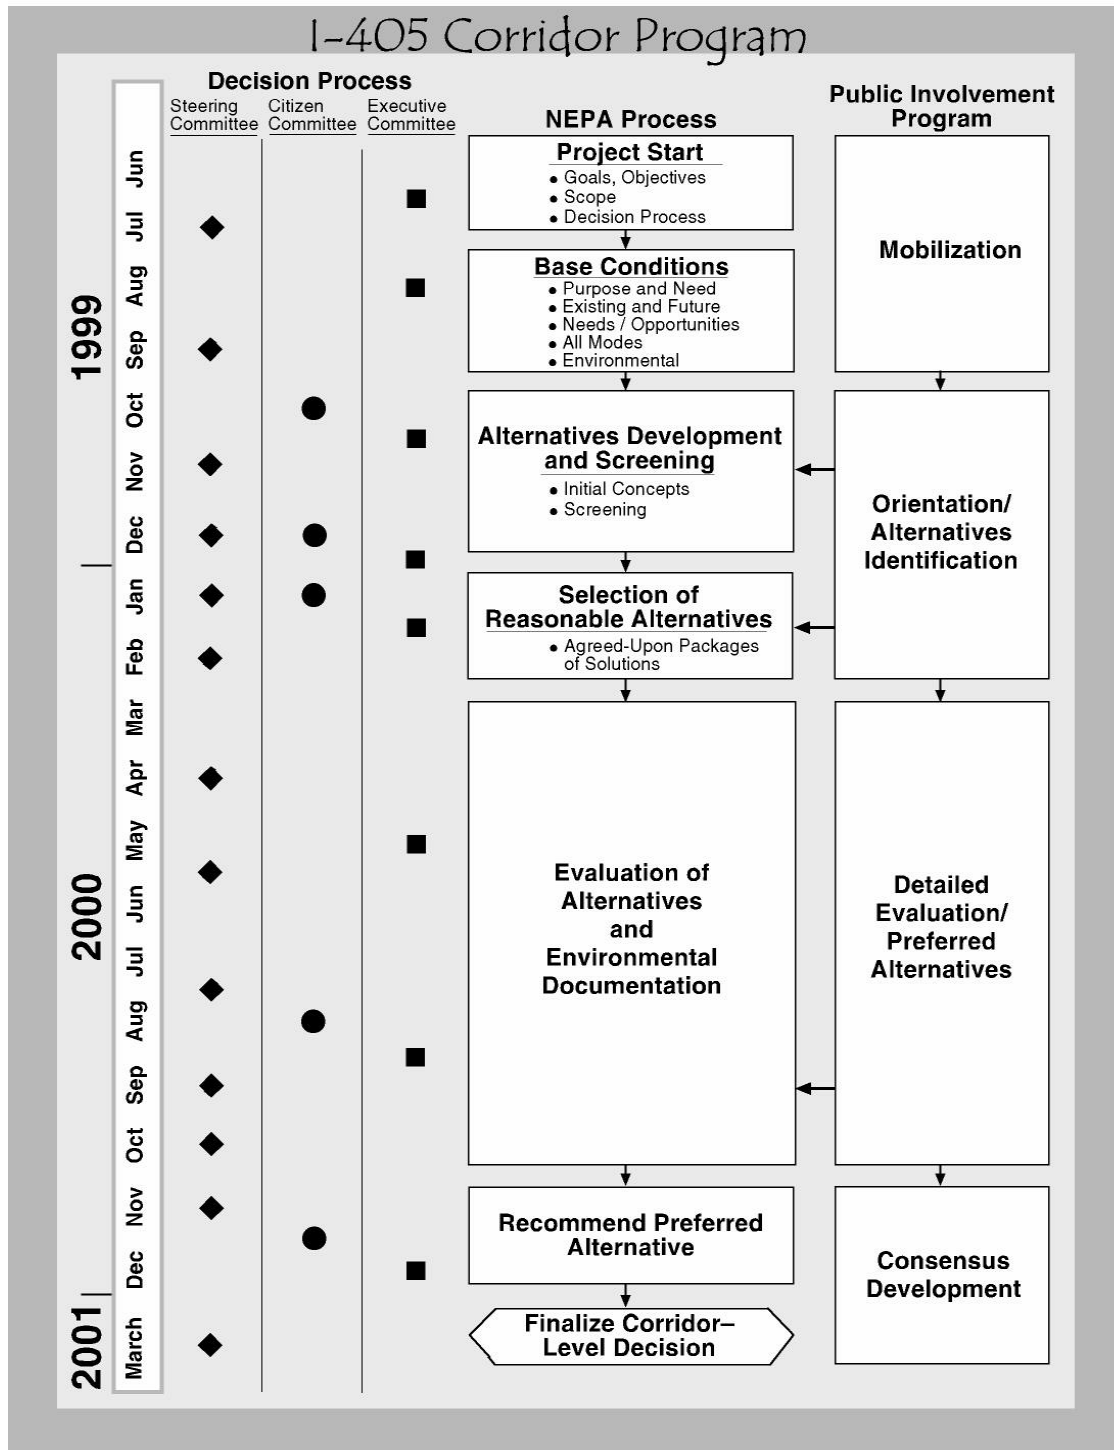 I-405 Corridor Program
Decision Process
Steering
Committee
Citizen
Committee
Executive
Committee
NEPA Process
Public Involvement
Program
1999
Jun
Jul
Aug
Sep
Oct
Nov
Dec
2000
Jan
Feb
Mar
Apr
May
Jun
Jul
Aug
Sep
Oct
Nov
Dec
2001
March
Project Start
• Goals, Objectives
• Scope
• Decision Process
Base Conditions
• Purpose and Need
• Existing and Future
• Needs / Opportunities
• All Modes
• Environmental
Alternatives Development
and Screening
• Initial Concepts
• Screening
Selection of
Reasonable Alternatives
• Agreed-Upon Packages
of Solutions
Evaluation of
Alternatives
and
Environmental
Documentation
Recommend Preferred
Alternative
Finalize Corridor–
Level Decision
Mobilization
Orientation/
Alternatives
Identification
Detailed
Evaluation/
Preferred
Alternatives
Consensus
Development